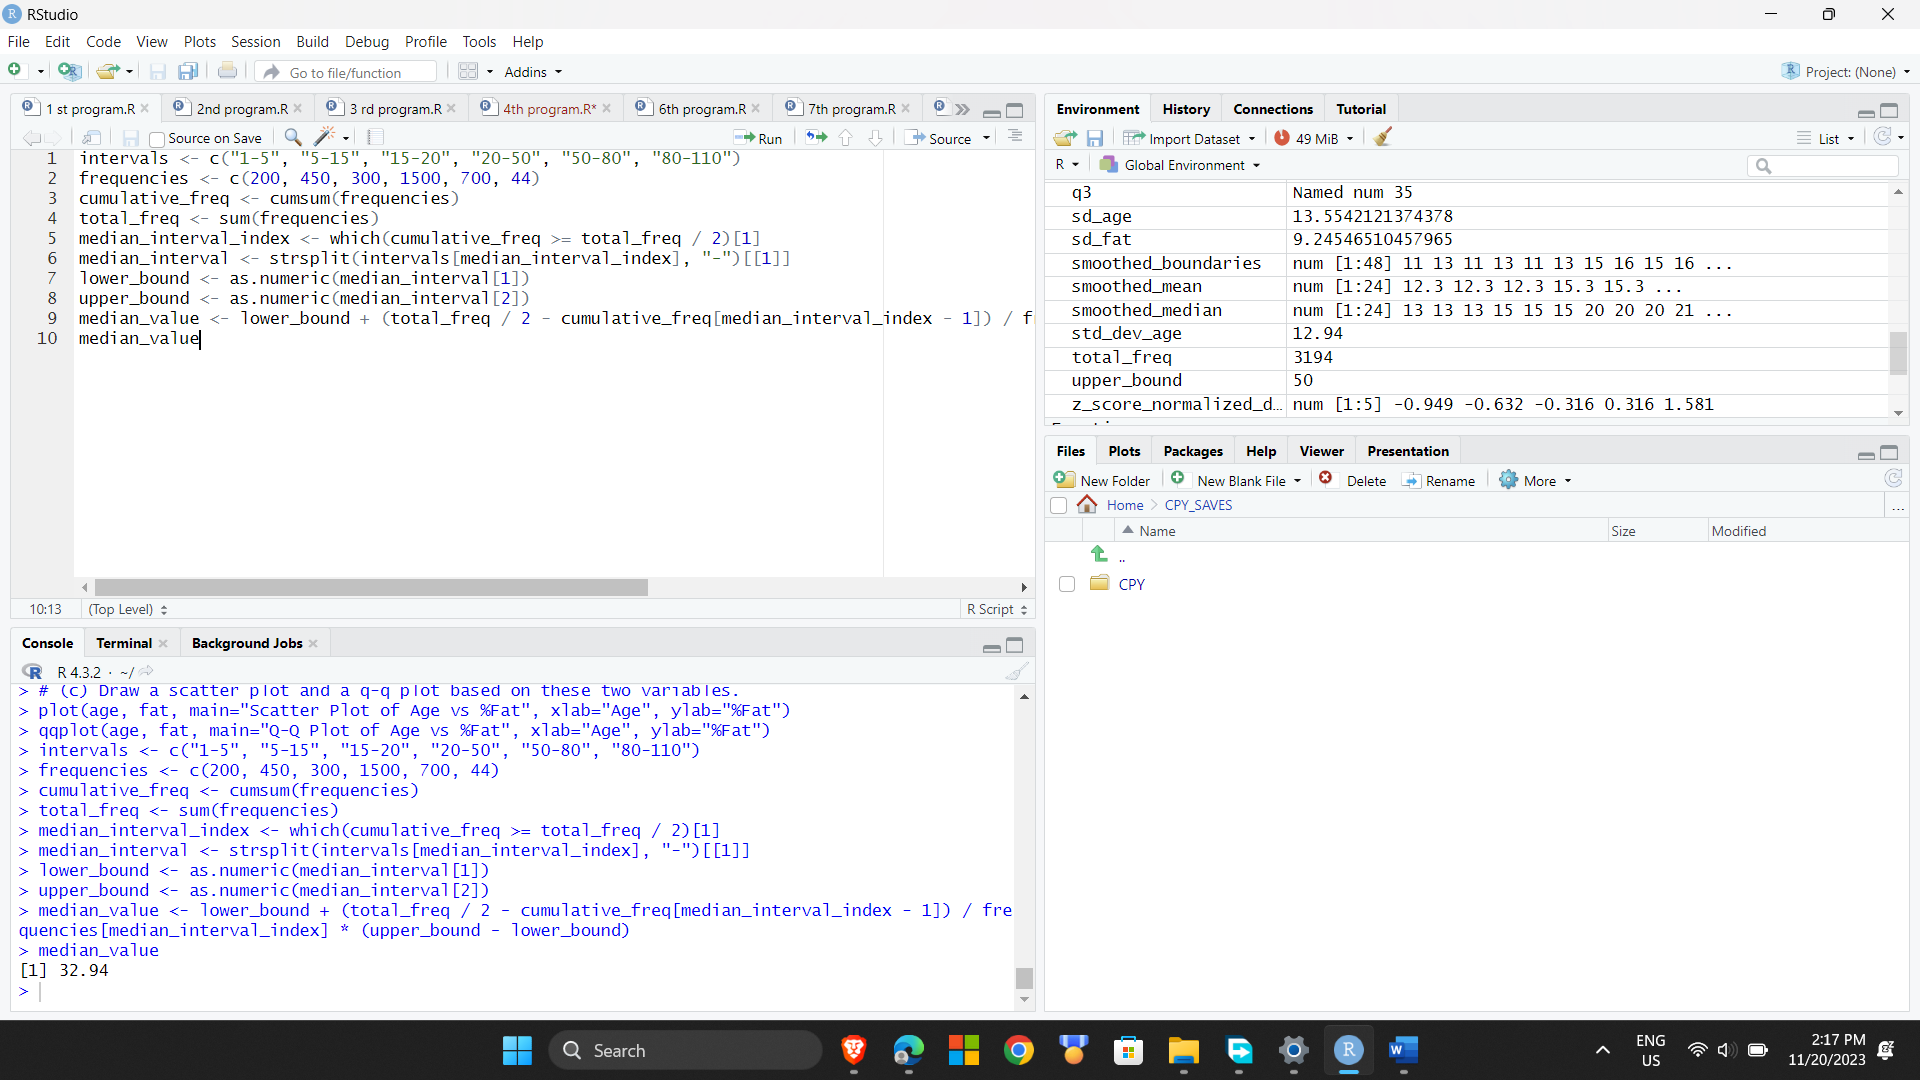 RStudio
File Edit Code View Plots Session Build Debug Profile Tools Help
Go to file/function Addins Project: (None)
1 st program.R 2nd program.R 3 rd program.R 4th program.R* 6th program.R 7th program.R
Source on Save Run Source
1 intervals <- c("1-5", "5-15", "15-20", "20-50", "50-80", "80-110")
2 frequencies <- c(200, 450, 300, 1500, 700, 44)
3 cumulative_freq <- cumsum(frequencies)
4 total_freq <- sum(frequencies)
5 median_interval_index <- which(cumulative_freq >= total_freq / 2)[1]
6 median_interval <- strsplit(intervals[median_interval_index], "-")[[1]]
7 lower_bound <- as.numeric(median_interval[1])
8 upper_bound <- as.numeric(median_interval[2])
9 median_value <- lower_bound + (total_freq / 2 - cumulative_freq[median_interval_index - 1]) / f
10 median_value
10:13 (Top Level) R Script
Console Terminal Background Jobs
R 4.3.2 · ~/
> # (c) Draw a scatter plot and a q-q plot based on these two variables.
> plot(age, fat, main="Scatter Plot of Age vs %Fat", xlab="Age", ylab="%Fat")
> qqplot(age, fat, main="Q-Q Plot of Age vs %Fat", xlab="Age", ylab="%Fat")
> intervals <- c("1-5", "5-15", "15-20", "20-50", "50-80", "80-110")
> frequencies <- c(200, 450, 300, 1500, 700, 44)
> cumulative_freq <- cumsum(frequencies)
> total_freq <- sum(frequencies)
> median_interval_index <- which(cumulative_freq >= total_freq / 2)[1]
> median_interval <- strsplit(intervals[median_interval_index], "-")[[1]]
> lower_bound <- as.numeric(median_interval[1])
> upper_bound <- as.numeric(median_interval[2])
> median_value <- lower_bound + (total_freq / 2 - cumulative_freq[median_interval_index - 1]) / fre
quencies[median_interval_index] * (upper_bound - lower_bound)
> median_value
[1] 32.94
>
Environment History Connections Tutorial
Import Dataset 49 MiB List
R Global Environment
q3 Named num 35
sd_age 13.5542121374378
sd_fat 9.24546510457965
smoothed_boundaries num [1:48] 11 13 11 13 11 13 15 16 15 16 ...
smoothed_mean num [1:24] 12.3 12.3 12.3 15.3 15.3 ...
smoothed_median num [1:24] 13 13 13 15 15 15 20 20 20 21 ...
std_dev_age 12.94
total_freq 3194
upper_bound 50
z_score_normalized_d… num [1:5] -0.949 -0.632 -0.316 0.316 1.581
Files Plots Packages Help Viewer Presentation
New Folder New Blank File Delete Rename More
Home CPY_SAVES ...
Name Size Modified
..
CPY
Search ENG US 2:17 PM 11/20/2023